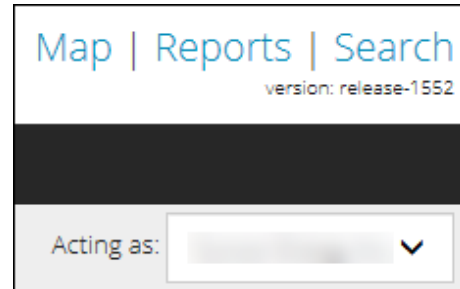 Map | Reports | Search
version: release-1552
Acting as: